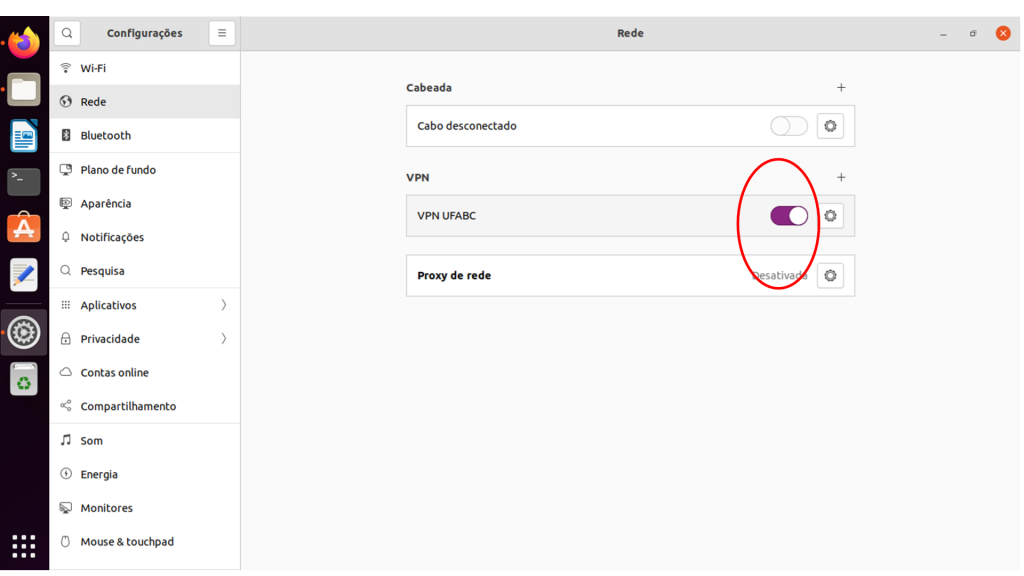 Configurações
Rede
Wi-Fi
Rede
Bluetooth
Plano de fundo
Aparência
Notificações
Pesquisa
Aplicativos
Privacidade
Contas online
Compartilhamento
Som
Energia
Monitores
Mouse & touchpad
Cabeada
Cabo desconectado
VPN
VPN UFABC
Proxy de rede
Desativado